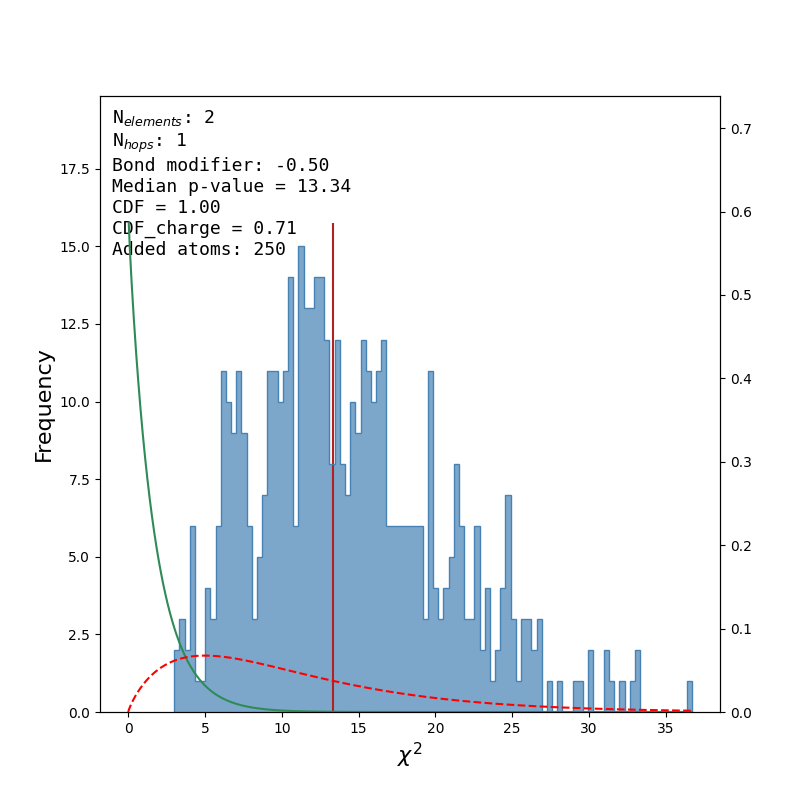 N_elements: 2
N_hops: 1
Bond modifier: -0.50
Median p-value = 13.34
CDF = 1.00
CDF_charge = 0.71
Added atoms: 250
Frequency
17.5
15.0
12.5
10.0
7.5
5.0
2.5
0.0
0.7
0.6
0.5
0.4
0.3
0.2
0.1
0.0
0 5 10 15 20 25 30 35
χ²